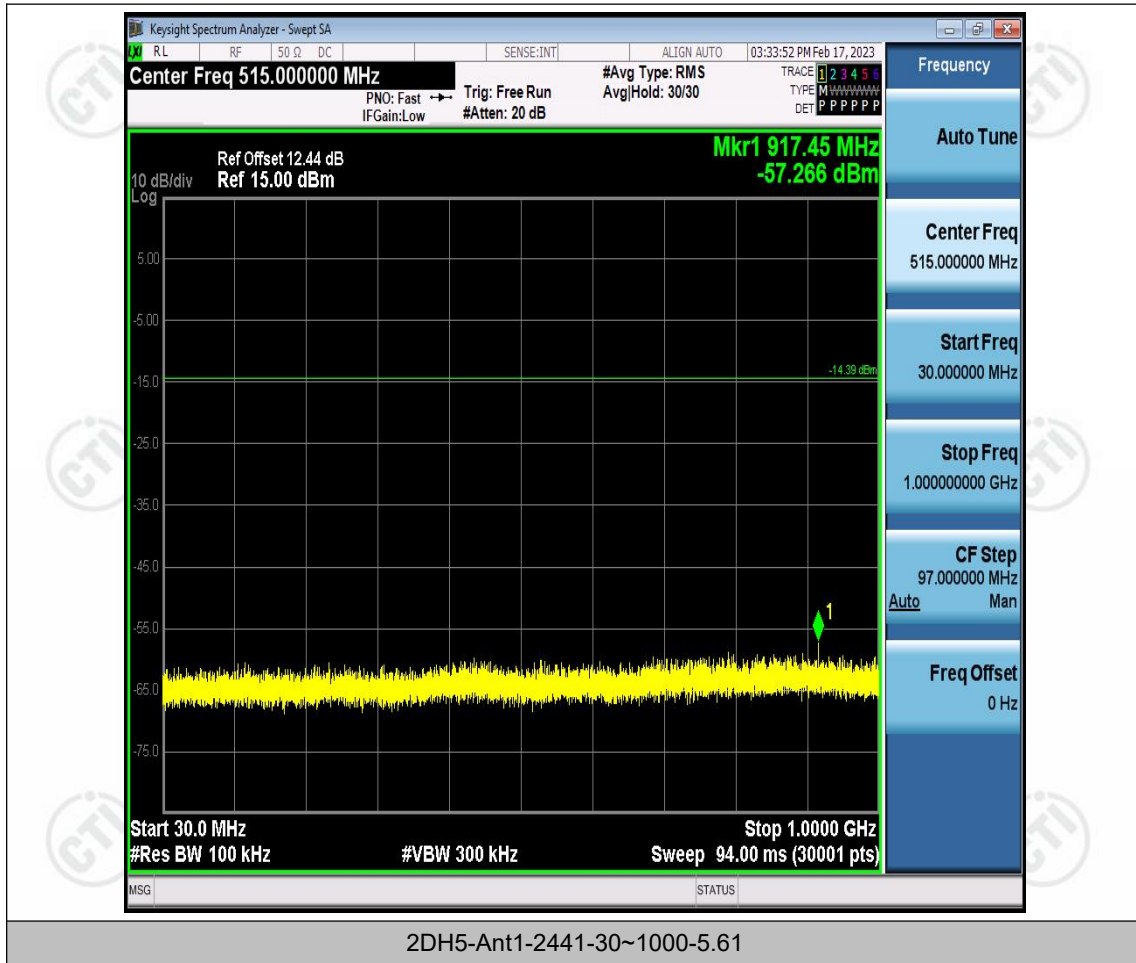 Keysight Spectrum Analyzer - Swept SA
LXI RL RF 50 Ω DC SENSE:INT ALIGN AUTO 03:33:52 PM Feb 17, 2023
Center Freq 515.000000 MHz
PNO: Fast
IFGain:Low
Trig: Free Run
#Atten: 20 dB
#Avg Type: RMS
Avg|Hold: 30/30
TRACE 1 2 3 4 5 6
TYPE M WWWWW
DET P P P P P P
Mkr1 917.45 MHz
-57.266 dBm
Ref Offset 12.44 dB
10 dB/div Ref 15.00 dBm
Log
5.00
-5.00
-15.0
-25.0
-35.0
-45.0
-55.0
-65.0
-75.0
-14.39 dBm
1
Start 30.0 MHz Stop 1.0000 GHz
#Res BW 100 kHz #VBW 300 kHz Sweep 94.00 ms (30001 pts)
MSG STATUS
Frequency
Auto Tune
Center Freq
515.000000 MHz
Start Freq
30.000000 MHz
Stop Freq
1.000000000 GHz
CF Step
97.000000 MHz
Auto Man
Freq Offset
0 Hz
CTI
CTI
CTI
CTI
CTI
CTI
2DH5-Ant1-2441-30~1000-5.61